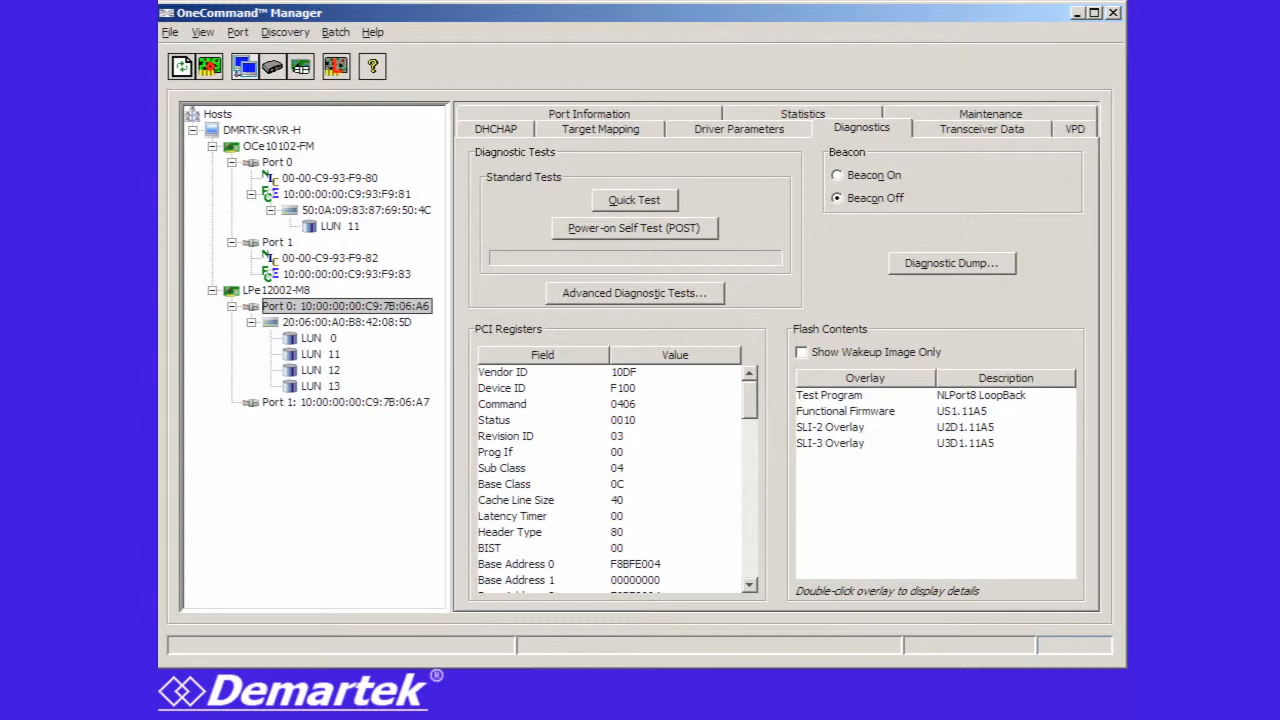 OneCommand™ Manager
File View Port Discovery Batch Help
Hosts
DMRTK-SRVR-H
OCe10102-FM
Port 0
00-00-C9-93-F9-80
10:00:00:00:C9:93:F9:81
50:0A:09:83:87:69:50:4C
LUN 11
Port 1
00-00-C9-93-F9-82
10:00:00:00:C9:93:F9:83
LPe12002-M8
Port 0: 10:00:00:00:C9:7B:06:A6
20:06:00:A0:B8:42:08:5D
LUN 0
LUN 11
LUN 12
LUN 13
Port 1: 10:00:00:00:C9:7B:06:A7
Port Information Statistics Maintenance
DHCHAP Target Mapping Driver Parameters Diagnostics Transceiver Data VPD
Diagnostic Tests
Standard Tests
Quick Test
Power-on Self Test (POST)
Advanced Diagnostic Tests...
Beacon
Beacon On
Beacon Off
Diagnostic Dump...
PCI Registers
Field Value
Vendor ID 10DF
Device ID F100
Command 0406
Status 0010
Revision ID 03
Prog If 00
Sub Class 04
Base Class 0C
Cache Line Size 40
Latency Timer 00
Header Type 80
BIST 00
Base Address 0 F8BFE004
Base Address 1 00000000
Flash Contents
Show Wakeup Image Only
Overlay Description
Test Program NLPort8 LoopBack
Functional Firmware US1.11A5
SLI-2 Overlay U2D1.11A5
SLI-3 Overlay U3D1.11A5
Double-click overlay to display details
Demartek®